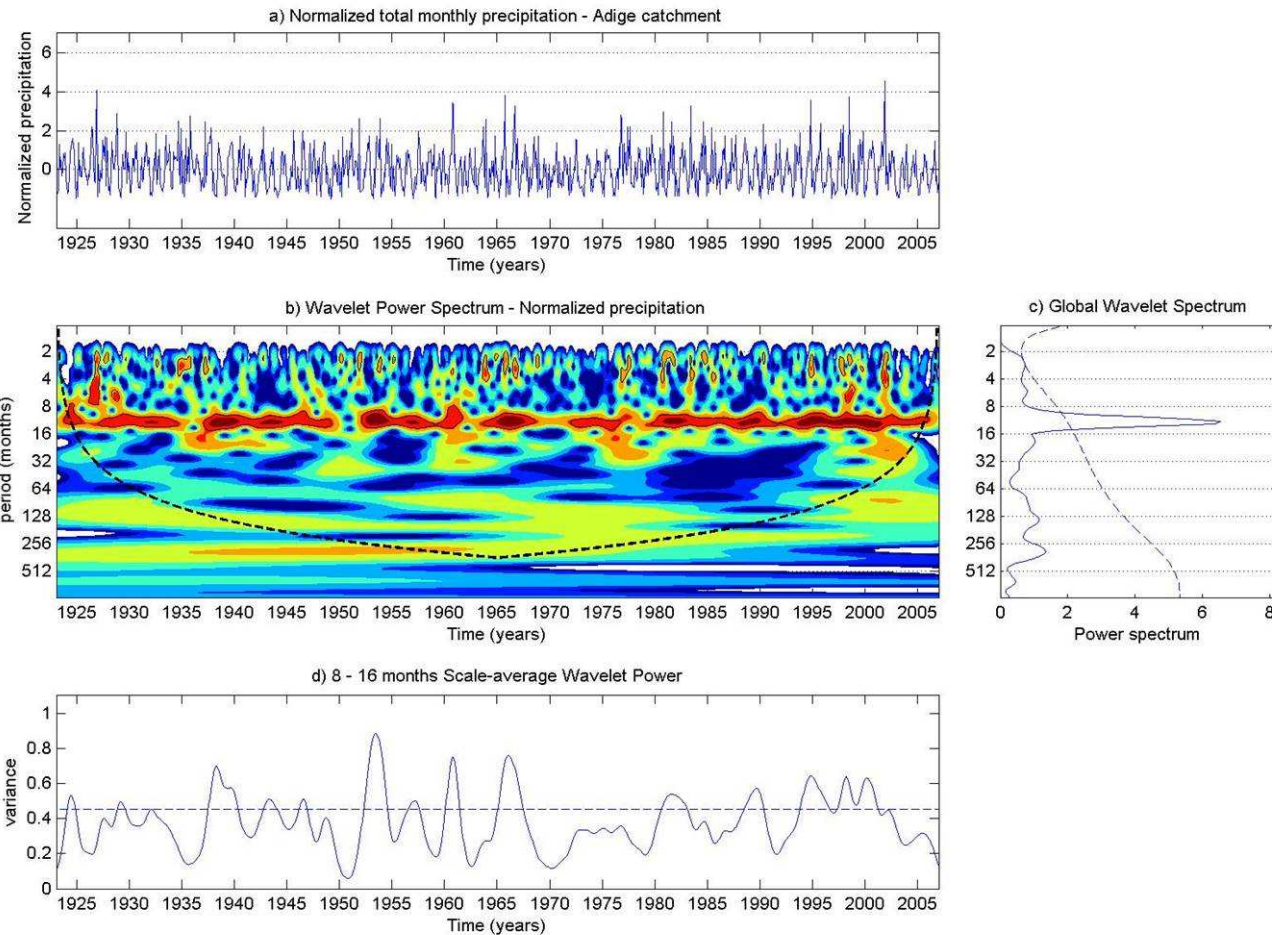 a) Normalized total monthly precipitation - Adige catchment
Normalized precipitation
6
4
2
0
1925 1930 1935 1940 1945 1950 1955 1960 1965 1970 1975 1980 1985 1990 1995 2000 2005
Time (years)
b) Wavelet Power Spectrum - Normalized precipitation
period (months)
2
4
8
16
32
64
128
256
512
1925 1930 1935 1940 1945 1950 1955 1960 1965 1970 1975 1980 1985 1990 1995 2000 2005
Time (years)
c) Global Wavelet Spectrum
2
4
8
16
32
64
128
256
512
0 2 4 6 8
Power spectrum
d) 8 - 16 months Scale-average Wavelet Power
variance
1
0.8
0.6
0.4
0.2
0
1925 1930 1935 1940 1945 1950 1955 1960 1965 1970 1975 1980 1985 1990 1995 2000 2005
Time (years)